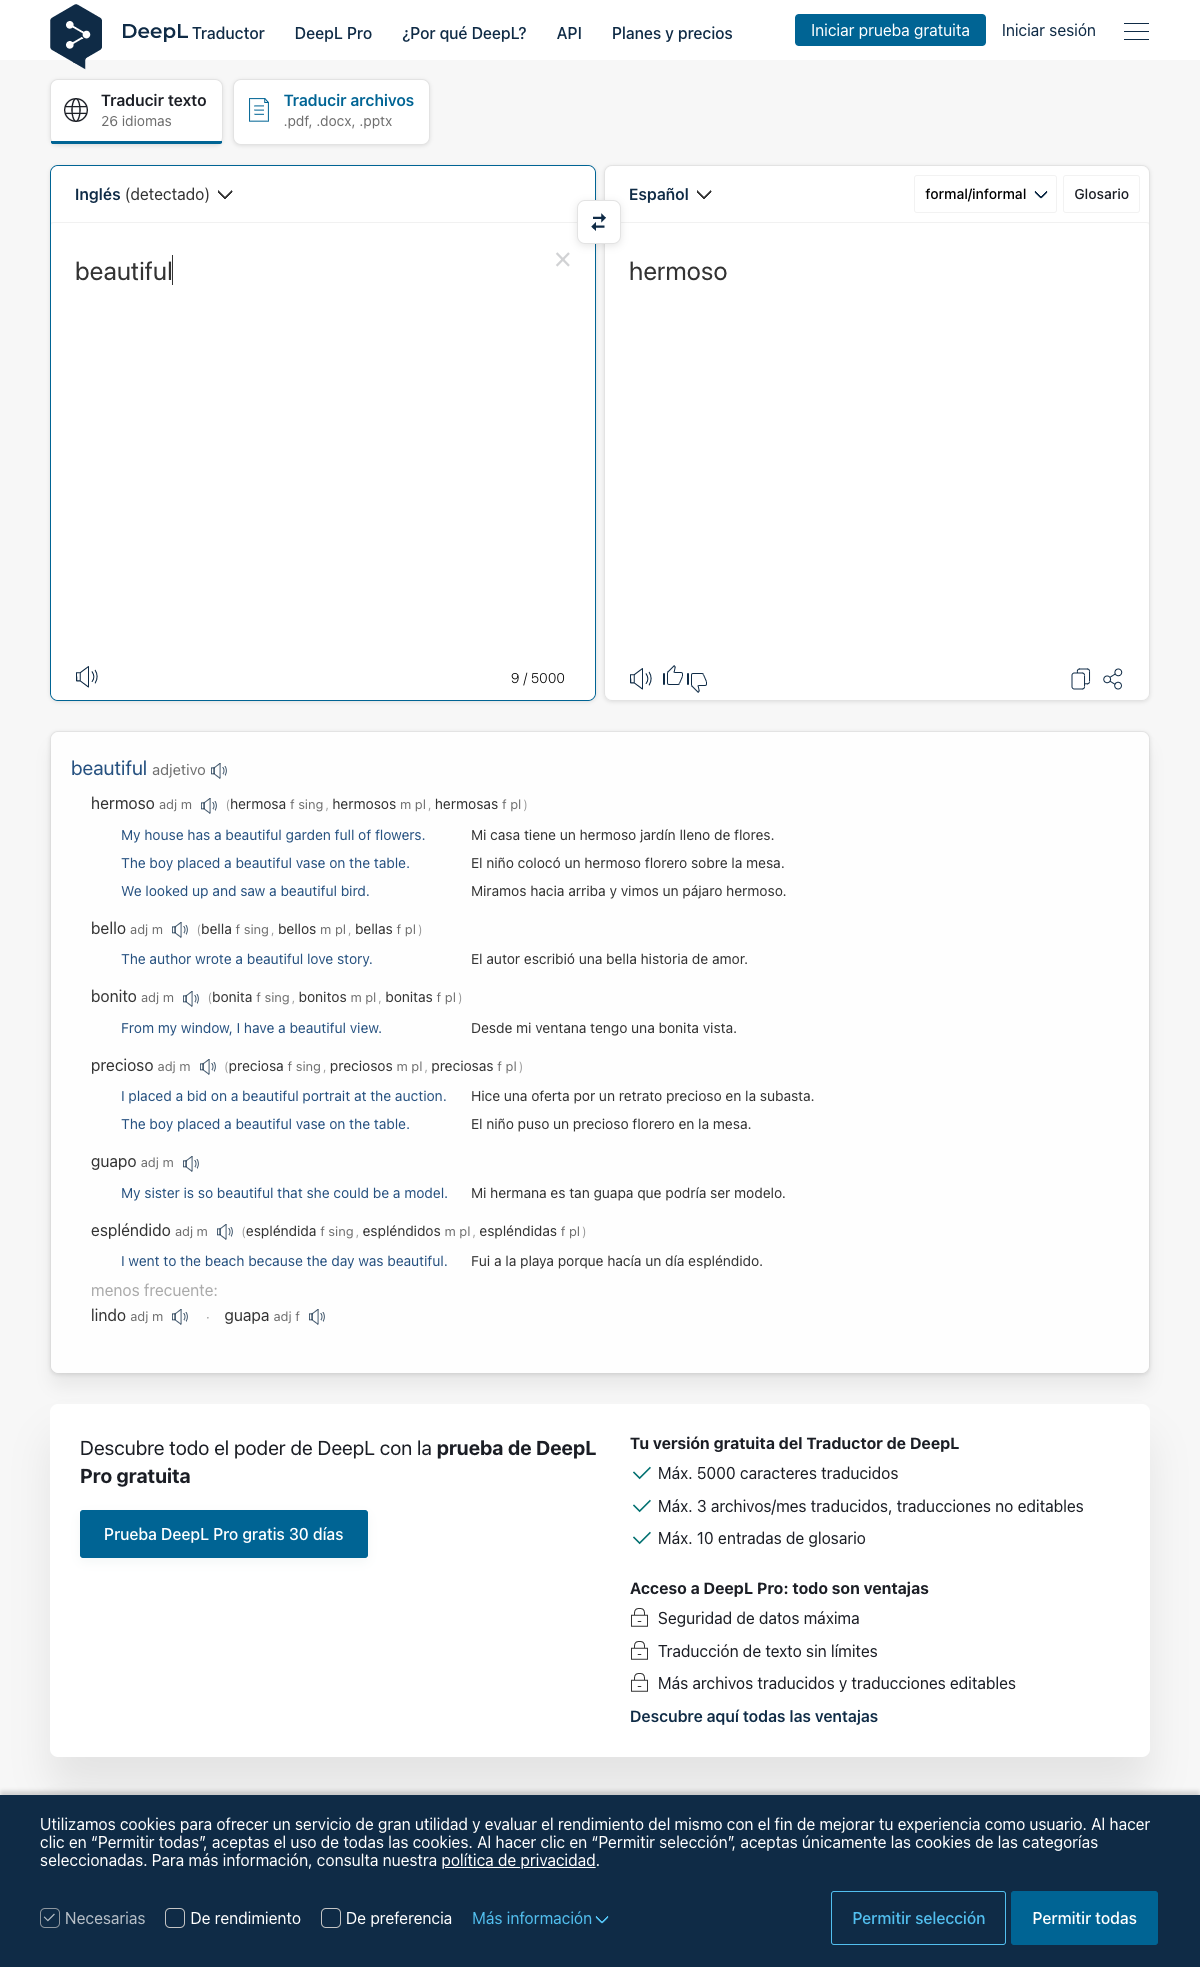 DeepL Traductor DeepL Pro ¿Por qué DeepL? API Planes y precios Iniciar prueba gratuita Iniciar sesión
Traducir texto
26 idiomas
Traducir archivos
.pdf, .docx, .pptx
Inglés (detectado)
Español formal/informal Glosario
beautiful
hermoso
9 / 5000
beautiful adjetivo
hermoso adj m (hermosa f sing, hermosos m pl, hermosas f pl)
My house has a beautiful garden full of flowers. Mi casa tiene un hermoso jardín lleno de flores.
The boy placed a beautiful vase on the table. El niño colocó un hermoso florero sobre la mesa.
We looked up and saw a beautiful bird. Miramos hacia arriba y vimos un pájaro hermoso.
bello adj m (bella f sing, bellos m pl, bellas f pl)
The author wrote a beautiful love story. El autor escribió una bella historia de amor.
bonito adj m (bonita f sing, bonitos m pl, bonitas f pl)
From my window, I have a beautiful view. Desde mi ventana tengo una bonita vista.
precioso adj m (preciosa f sing, preciosos m pl, preciosas f pl)
I placed a bid on a beautiful portrait at the auction. Hice una oferta por un retrato precioso en la subasta.
The boy placed a beautiful vase on the table. El niño puso un precioso florero en la mesa.
guapo adj m
My sister is so beautiful that she could be a model. Mi hermana es tan guapa que podría ser modelo.
espléndido adj m (espléndida f sing, espléndidos m pl, espléndidas f pl)
I went to the beach because the day was beautiful. Fui a la playa porque hacía un día espléndido.
menos frecuente:
lindo adj m · guapa adj f
Descubre todo el poder de DeepL con la prueba de DeepL
Pro gratuita
Prueba DeepL Pro gratis 30 días
Tu versión gratuita del Traductor de DeepL
Máx. 5000 caracteres traducidos
Máx. 3 archivos/mes traducidos, traducciones no editables
Máx. 10 entradas de glosario
Acceso a DeepL Pro: todo son ventajas
Seguridad de datos máxima
Traducción de texto sin límites
Más archivos traducidos y traducciones editables
Descubre aquí todas las ventajas
Utilizamos cookies para ofrecer un servicio de gran utilidad y evaluar el rendimiento del mismo con el fin de mejorar tu experiencia como usuario. Al hacer
clic en “Permitir todas”, aceptas el uso de todas las cookies. Al hacer clic en “Permitir selección”, aceptas únicamente las cookies de las categorías
seleccionadas. Para más información, consulta nuestra política de privacidad.
Necesarias De rendimiento De preferencia Más información Permitir selección Permitir todas